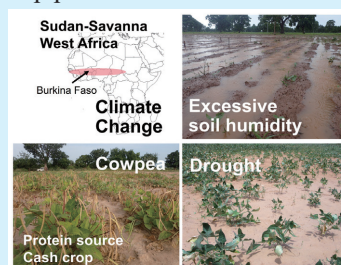 Sudan-Savanna
West Africa
Burkina Faso
Climate
Change
Excessive
soil humidity
Cowpea
Protein source
Cash crop
Drought